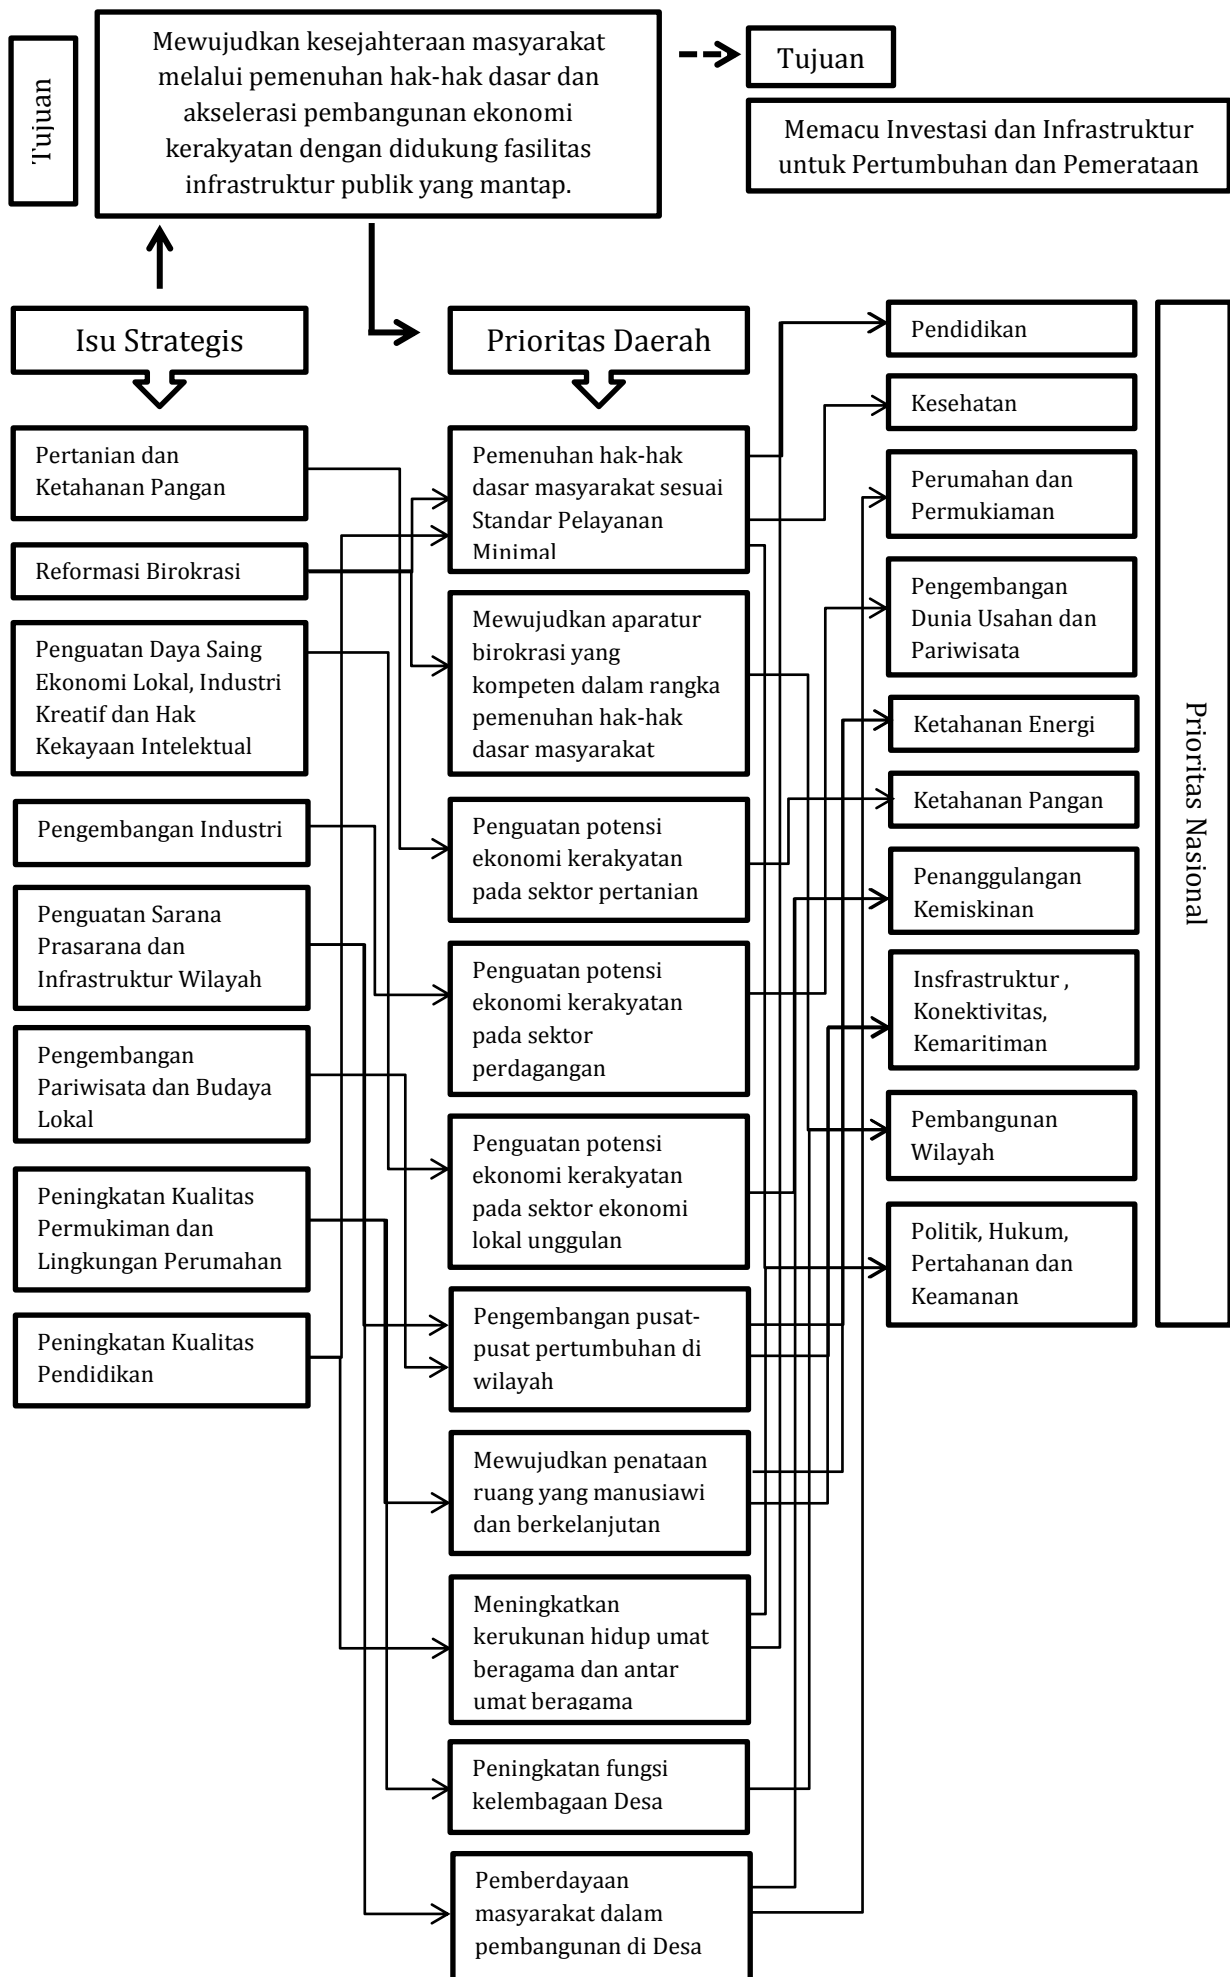 Tujuan
Mewujudkan kesejahteraan masyarakat
melalui pemenuhan hak-hak dasar dan
akselerasi pembangunan ekonomi
kerakyatan dengan didukung fasilitas
infrastruktur publik yang mantap.
Tujuan
Memacu Investasi dan Infrastruktur
untuk Pertumbuhan dan Pemerataan
Isu Strategis
Pertanian dan
Ketahanan Pangan
Reformasi Birokrasi
Penguatan Daya Saing
Ekonomi Lokal, Industri
Kreatif dan Hak
Kekayaan Intelektual
Pengembangan Industri
Penguatan Sarana
Prasarana dan
Infrastruktur Wilayah
Pengembangan
Pariwisata dan Budaya
Lokal
Peningkatan Kualitas
Permukiman dan
Lingkungan Perumahan
Peningkatan Kualitas
Pendidikan
Prioritas Daerah
Pemenuhan hak-hak
dasar masyarakat sesuai
Standar Pelayanan
Minimal
Mewujudkan aparatur
birokrasi yang
kompeten dalam rangka
pemenuhan hak-hak
dasar masyarakat
Penguatan potensi
ekonomi kerakyatan
pada sektor pertanian
Penguatan potensi
ekonomi kerakyatan
pada sektor
perdagangan
Penguatan potensi
ekonomi kerakyatan
pada sektor ekonomi
lokal unggulan
Pengembangan pusat-
pusat pertumbuhan di
wilayah
Mewujudkan penataan
ruang yang manusiawi
dan berkelanjutan
Meningkatkan
kerukunan hidup umat
beragama dan antar
umat beragama
Peningkatan fungsi
kelembagaan Desa
Pemberdayaan
masyarakat dalam
pembangunan di Desa
Pendidikan
Kesehatan
Perumahan dan
Permukiaman
Pengembangan
Dunia Usahan dan
Pariwisata
Ketahanan Energi
Ketahanan Pangan
Penanggulangan
Kemiskinan
Insfrastruktur ,
Konektivitas,
Kemaritiman
Pembangunan
Wilayah
Politik, Hukum,
Pertahanan dan
Keamanan
Prioritas Nasional